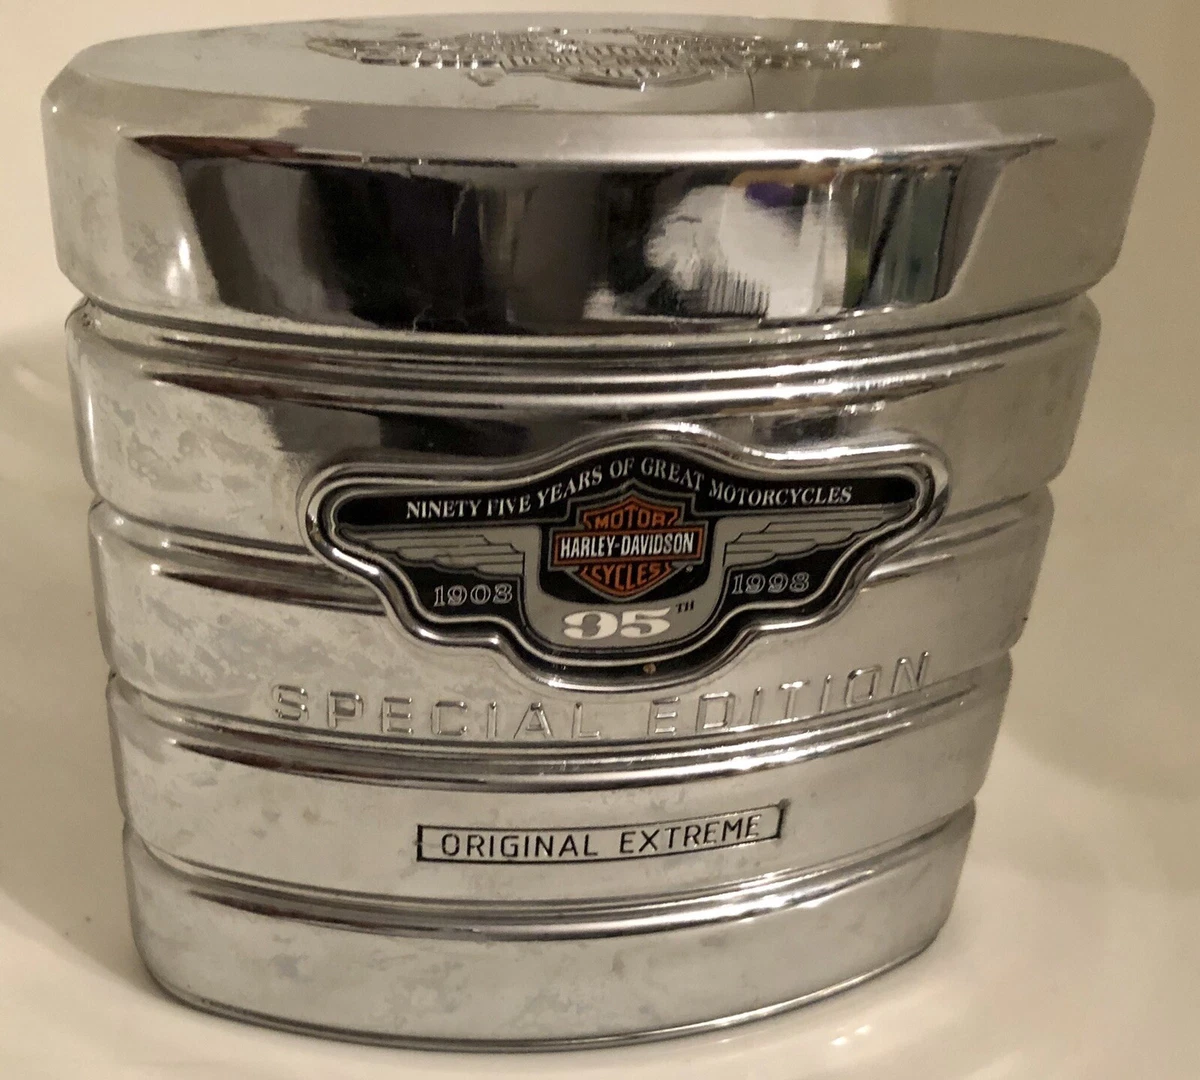 NINETY FIVE YEARS OF GREAT MOTORCYCLES
MOTOR
HARLEY-DAVIDSON
CYCLES
1903
1998
95TH
SPECIAL EDITION
ORIGINAL EXTREME